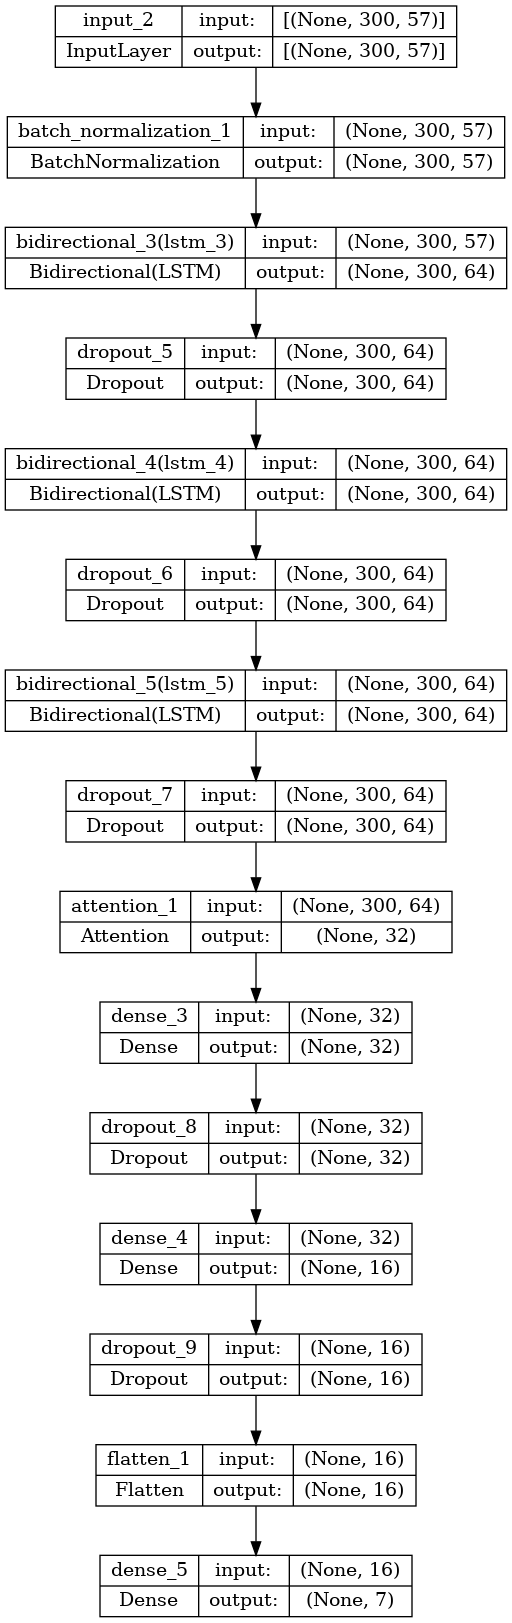 input_2 input: [(None, 300, 57)]
InputLayer output: [(None, 300, 57)]
batch_normalization_1 input: (None, 300, 57)
BatchNormalization output: (None, 300, 57)
bidirectional_3(lstm_3) input: (None, 300, 57)
Bidirectional(LSTM) output: (None, 300, 64)
dropout_5 input: (None, 300, 64)
Dropout output: (None, 300, 64)
bidirectional_4(lstm_4) input: (None, 300, 64)
Bidirectional(LSTM) output: (None, 300, 64)
dropout_6 input: (None, 300, 64)
Dropout output: (None, 300, 64)
bidirectional_5(lstm_5) input: (None, 300, 64)
Bidirectional(LSTM) output: (None, 300, 64)
dropout_7 input: (None, 300, 64)
Dropout output: (None, 300, 64)
attention_1 input: (None, 300, 64)
Attention output: (None, 32)
dense_3 input: (None, 32)
Dense output: (None, 32)
dropout_8 input: (None, 32)
Dropout output: (None, 32)
dense_4 input: (None, 32)
Dense output: (None, 16)
dropout_9 input: (None, 16)
Dropout output: (None, 16)
flatten_1 input: (None, 16)
Flatten output: (None, 16)
dense_5 input: (None, 16)
Dense output: (None, 7)